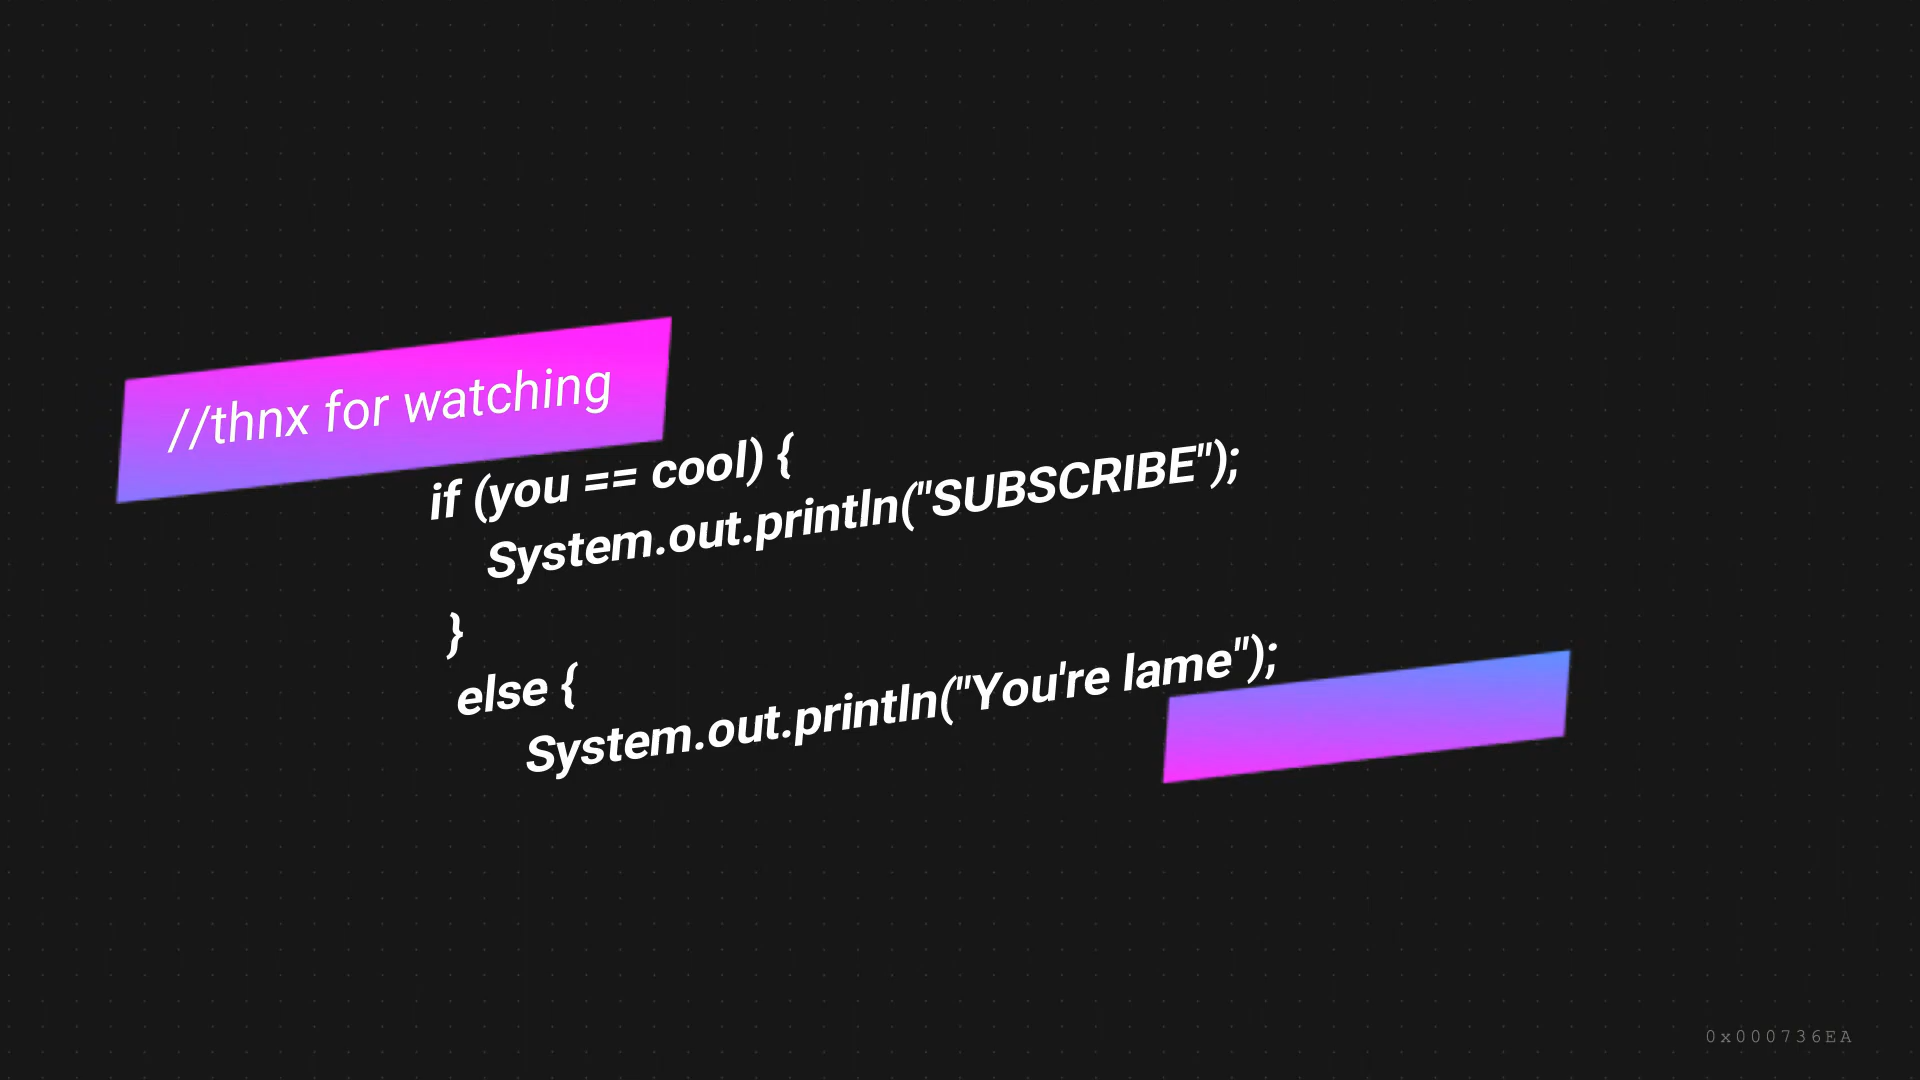 //thnx for watching
if (you == cool) {
System.out.println("SUBSCRIBE");
}
else {
System.out.println("You're lame");
0x000736EA